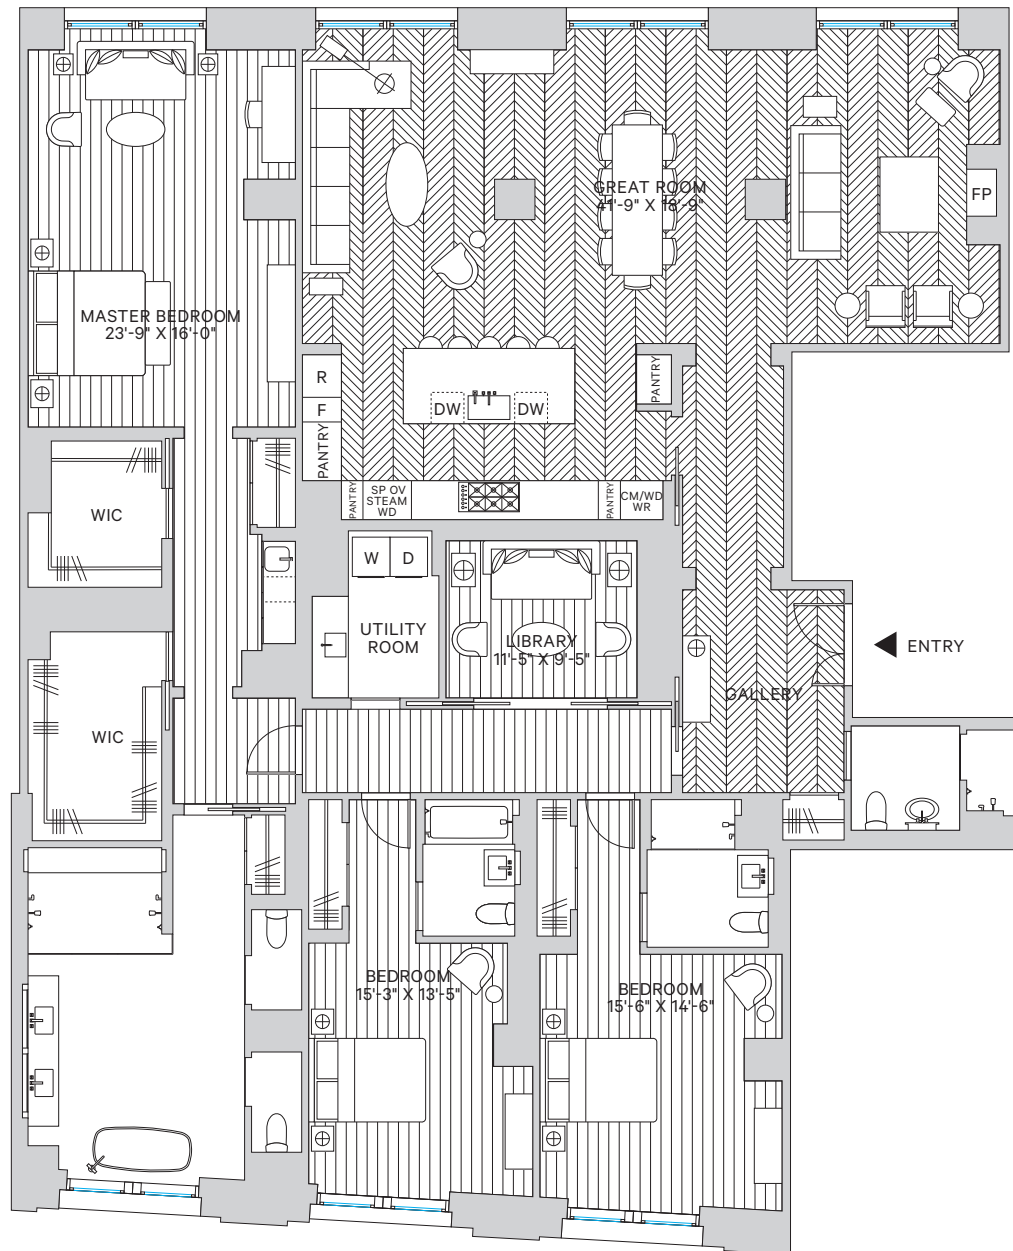 GREAT ROOM
41'-9" X 18'-9"
FP
MASTER BEDROOM
23'-9" X 16'-0"
R
F
PANTRY
DW
DW
PANTRY
PANTRY
SP OV
STEAM
WD
PANTRY
CM/WD
WR
WIC
W
D
UTILITY
ROOM
LIBRARY
11'-5" X 9'-5"
ENTRY
GALLERY
WIC
BEDROOM
15'-3" X 13'-5"
BEDROOM
15'-6" X 14'-6"